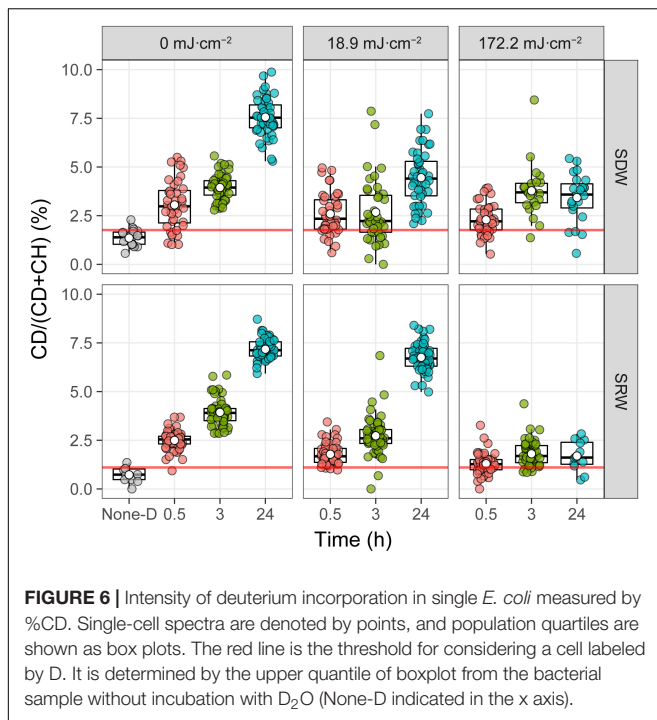 0 mJ·cm⁻² 18.9 mJ·cm⁻² 172.2 mJ·cm⁻²
10.0
7.5
5.0
2.5
0.0
SDW
CD/(CD+CH) (%)
10.0
7.5
5.0
2.5
0.0
SRW
None-D 0.5 3 24 0.5 3 24 0.5 3 24
Time (h)
FIGURE 6 | Intensity of deuterium incorporation in single E. coli measured by
%CD. Single-cell spectra are denoted by points, and population quartiles are
shown as box plots. The red line is the threshold for considering a cell labeled
by D. It is determined by the upper quantile of boxplot from the bacterial
sample without incubation with D₂O (None-D indicated in the x axis).